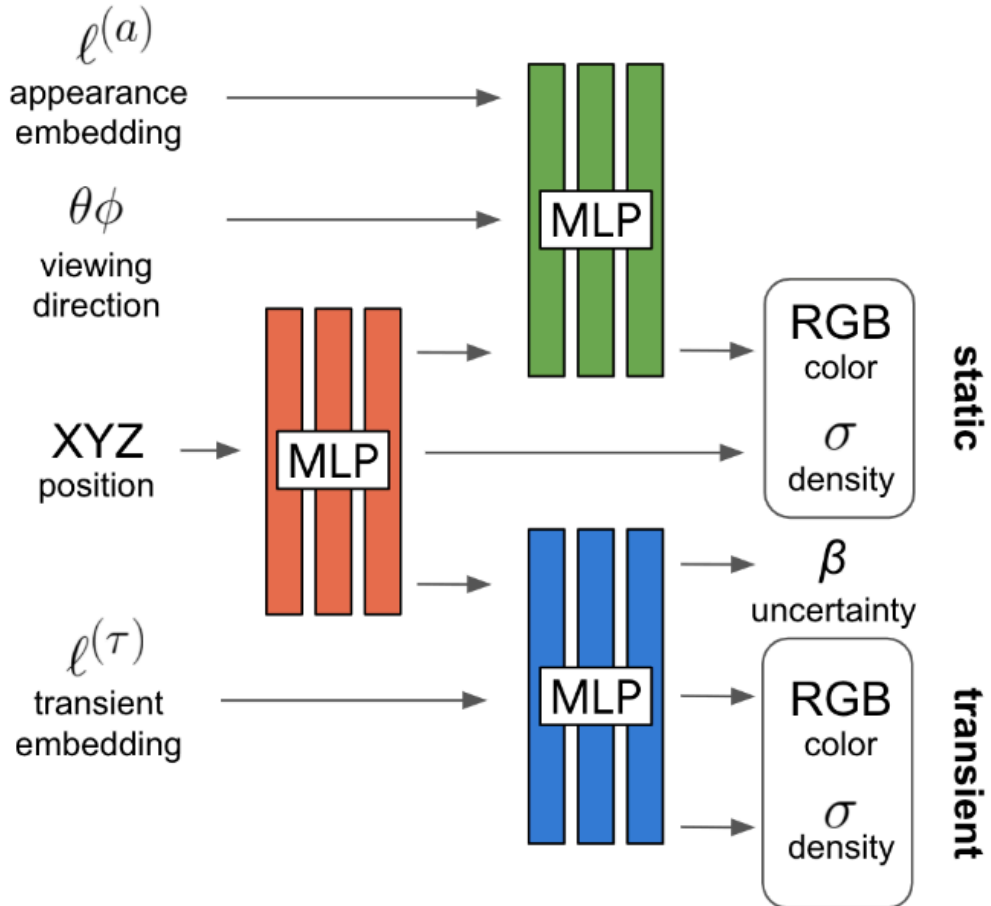 ℓ(a)
appearance
embedding
θϕ
viewing
direction
XYZ
position
ℓ(τ)
transient
embedding
MLP
MLP
MLP
RGB
color
σ
density
static
β
uncertainty
RGB
color
σ
density
transient